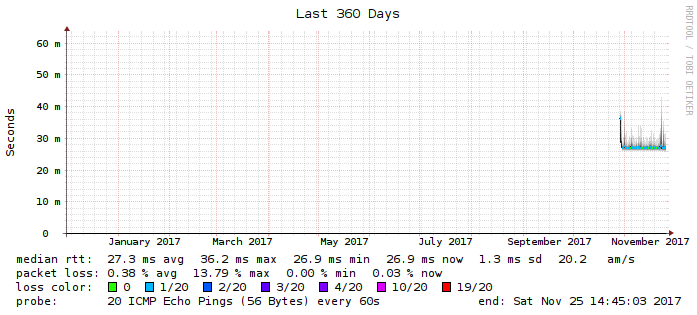 Last 360 Days
RRDTOOL / TOBI OETIKER
Seconds
60 m
50 m
40 m
30 m
20 m
10 m
0
January 2017 March 2017 May 2017 July 2017 September 2017 November 2017
median rtt: 27.3 ms avg 36.2 ms max 26.9 ms min 26.9 ms now 1.3 ms sd 20.2 am/s
packet loss: 0.38 % avg 13.79 % max 0.00 % min 0.03 % now
loss color: 0 1/20 2/20 3/20 4/20 10/20 19/20
probe: 20 ICMP Echo Pings (56 Bytes) every 60s end: Sat Nov 25 14:45:03 2017